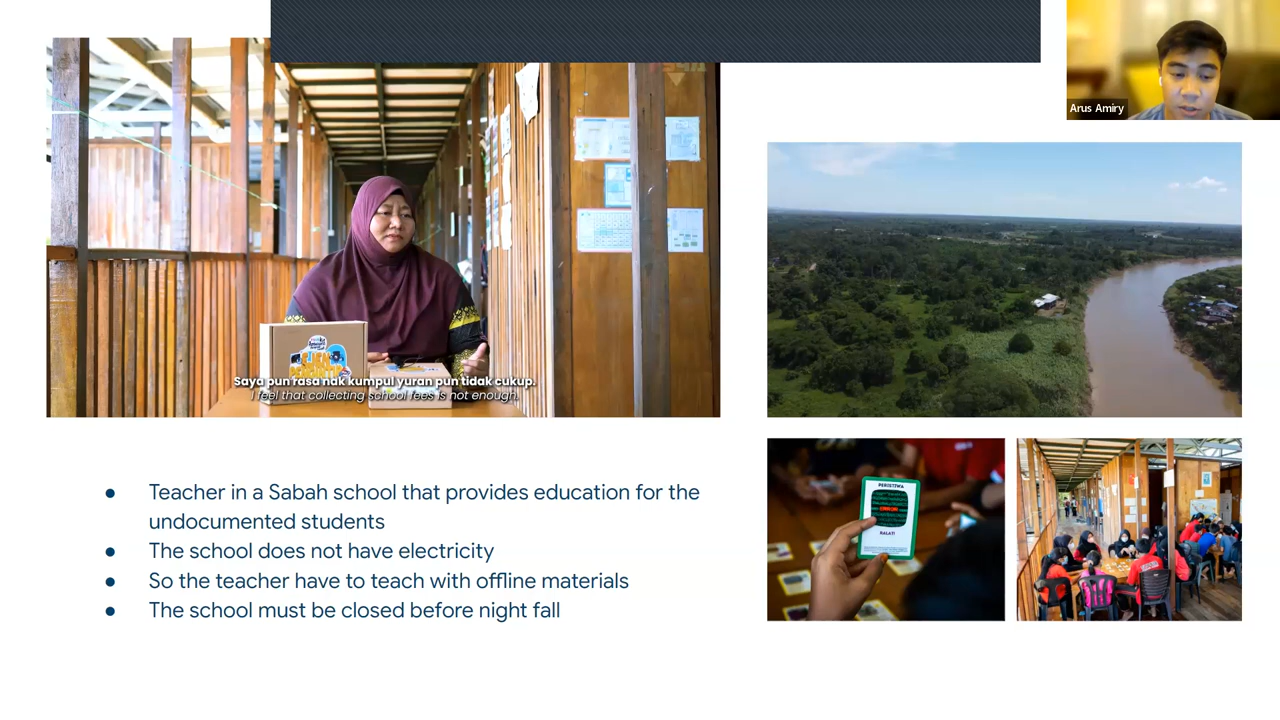 Arus Amiry
Saya pun rasa nak kumpul yuran pun tidak cukup.
I feel that collecting school fees is not enough.
● Teacher in a Sabah school that provides education for the
undocumented students
● The school does not have electricity
● So the teacher have to teach with offline materials
● The school must be closed before night fall
PERISTIWA